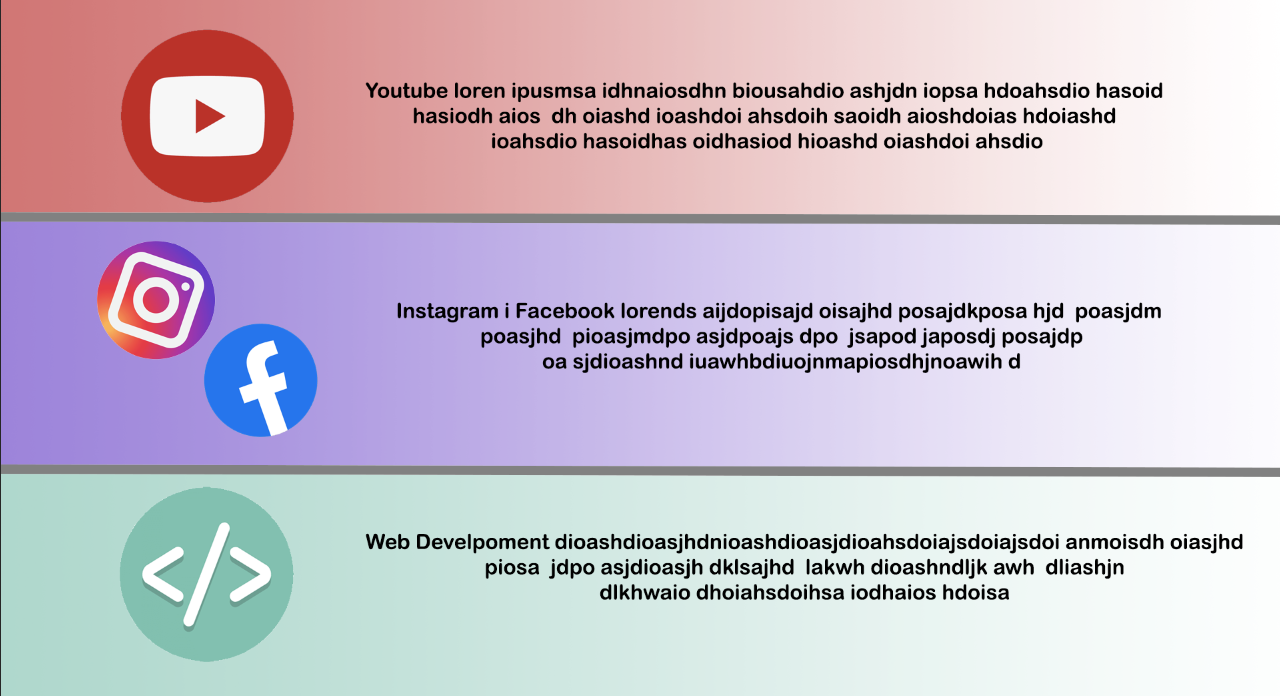 Youtube loren ipusmsa idhnaiosdhn biousahdio ashjdn iopsa hdoahsdio hasoid
hasiodh aios  dh oiashd ioashdoi ahsdoih saoidh aioshdoias hdoiashd
ioahsdio hasoidhas oidhasiod hioashd oiashdoi ahsdio
Instagram i Facebook lorends aijdopisajd oisajhd posajdkposa hjd  poasjdm
poasjhd  pioasjmdpo asjdpoajs dpo  jsapod japosdj posajdp
oa sjdioashnd iuawhbdiuojnmapiosdhjnoawih d
</>
Web Develpoment dioashdioasjhdnioashdioasjdioahsdoiajsdoiajsdoi anmoisdh oiasjhd
piosa  jdpo asjdioasjh dklsajhd  lakwh dioashndljk awh  dliashjn
dlkhwaio dhoiahsdoihsa iodhaios hdoisa